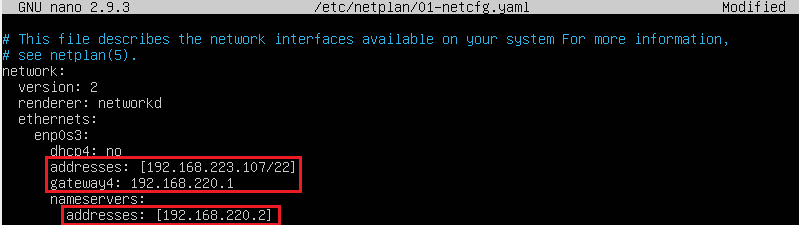 GNU nano 2.9.3 /etc/netplan/01-netcfg.yaml Modified
# This file describes the network interfaces available on your system For more information,
# see netplan(5).
network:
version: 2
renderer: networkd
ethernets:
enp0s3:
dhcp4: no
addresses: [192.168.223.107/22]
gateway4: 192.168.220.1
nameservers:
addresses: [192.168.220.2]